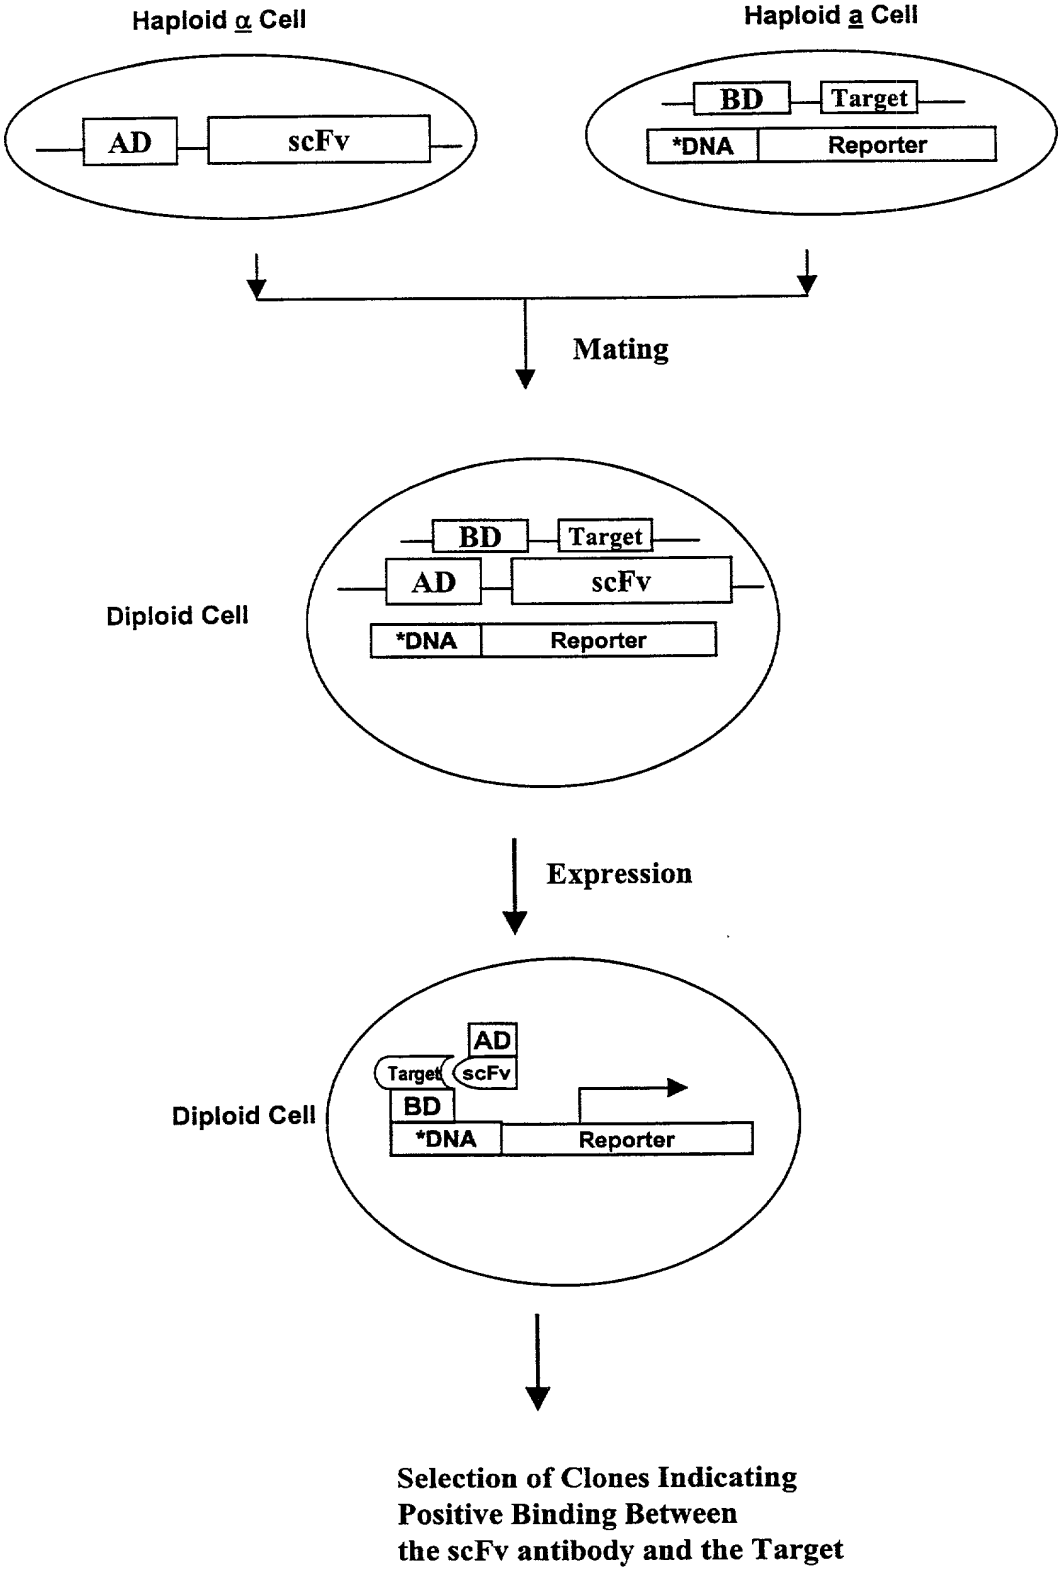 Haploid α Cell
Haploid a Cell
AD scFv
BD Target
*DNA Reporter
Mating
Diploid Cell
BD Target
AD scFv
*DNA Reporter
Expression
Diploid Cell
AD
Target scFv
BD
*DNA Reporter
Selection of Clones Indicating
Positive Binding Between
the scFv antibody and the Target